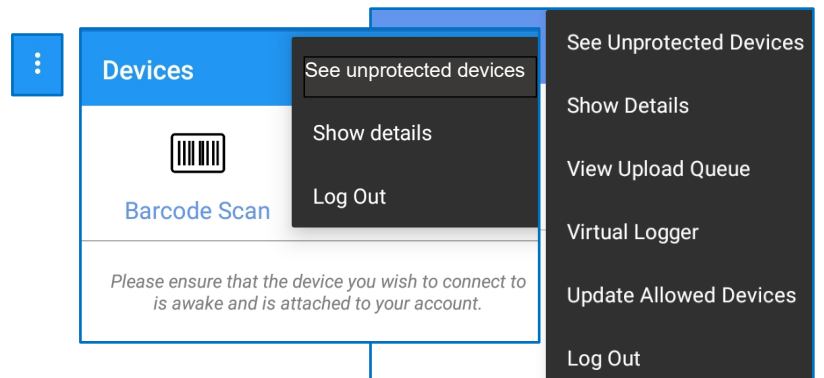 Devices
See unprotected devices
Show details
Log Out
Barcode Scan
Please ensure that the device you wish to connect to
is awake and is attached to your account.
See Unprotected Devices
Show Details
View Upload Queue
Virtual Logger
Update Allowed Devices
Log Out